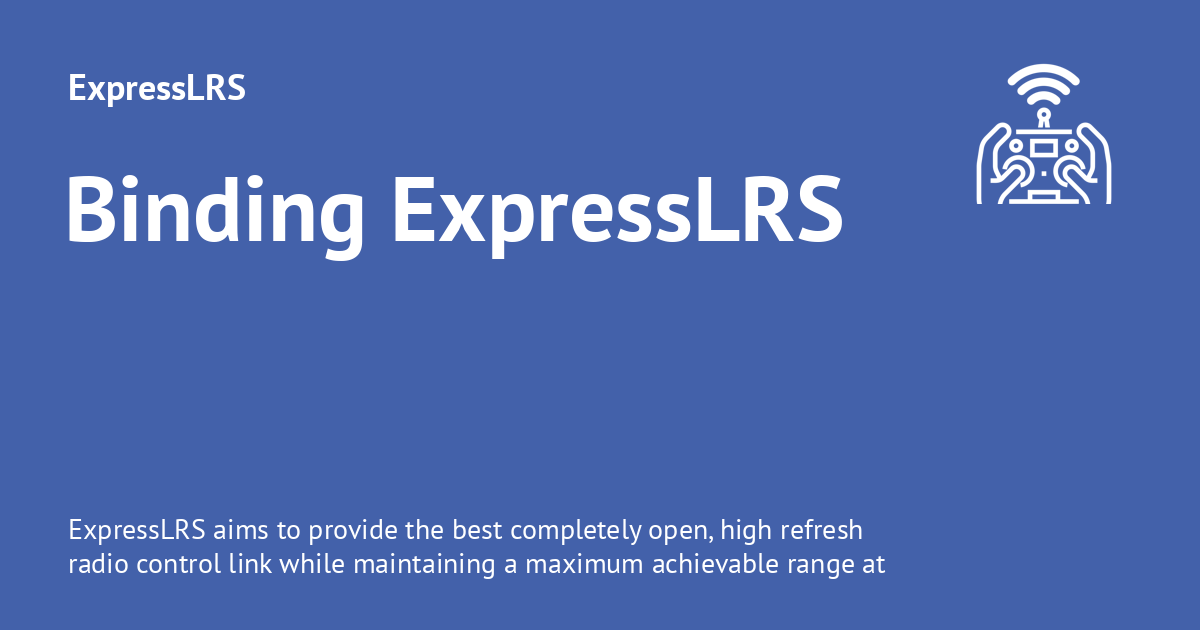 ExpressLRS
Binding ExpressLRS
ExpressLRS aims to provide the best completely open, high refresh
radio control link while maintaining a maximum achievable range at